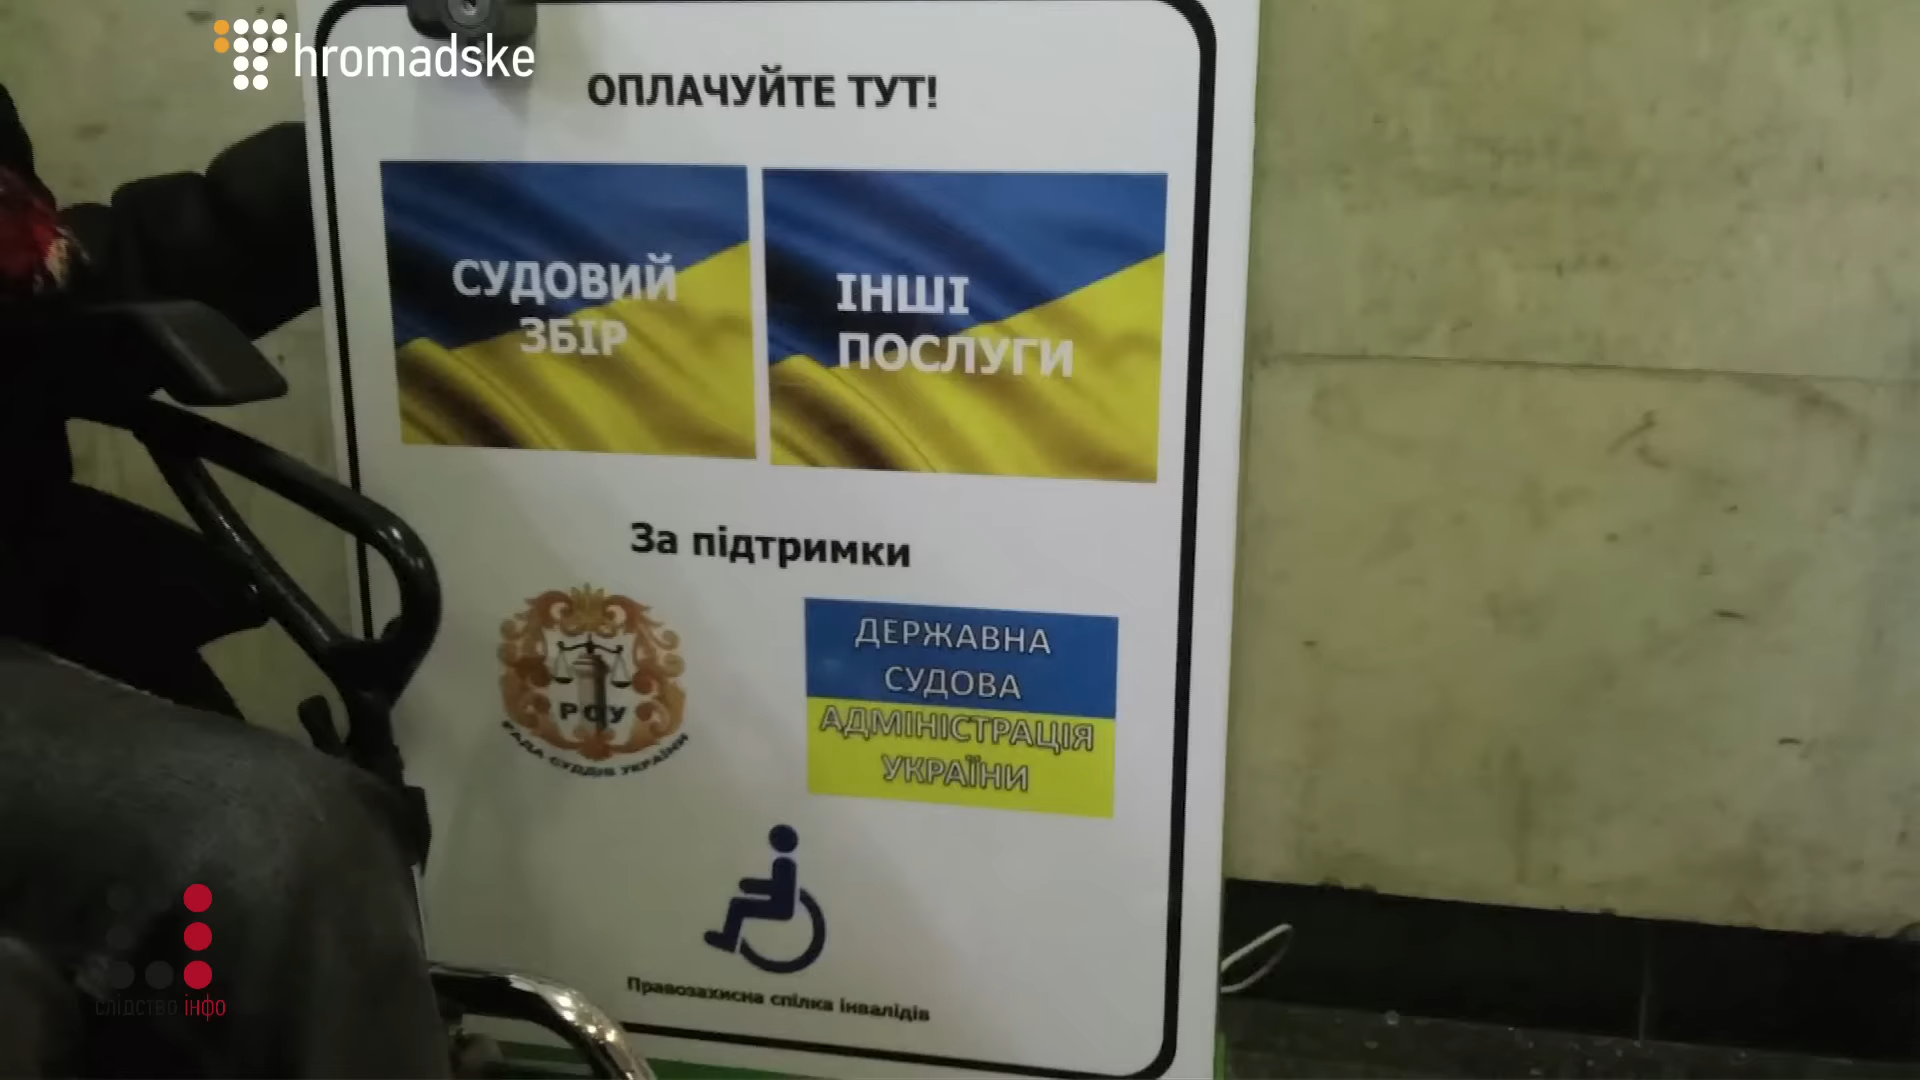 hromadske
ОПЛАЧУЙТЕ ТУТ!
СУДОВИЙ
ЗБІР
ІНШІ
ПОСЛУГИ
За підтримки
РСУ
РАДА СУДДІВ УКРАЇНИ
ДЕРЖАВНА
СУДОВА
АДМІНІСТРАЦІЯ
УКРАЇНИ
Правозахисна спілка інвалідів
слідство інфо